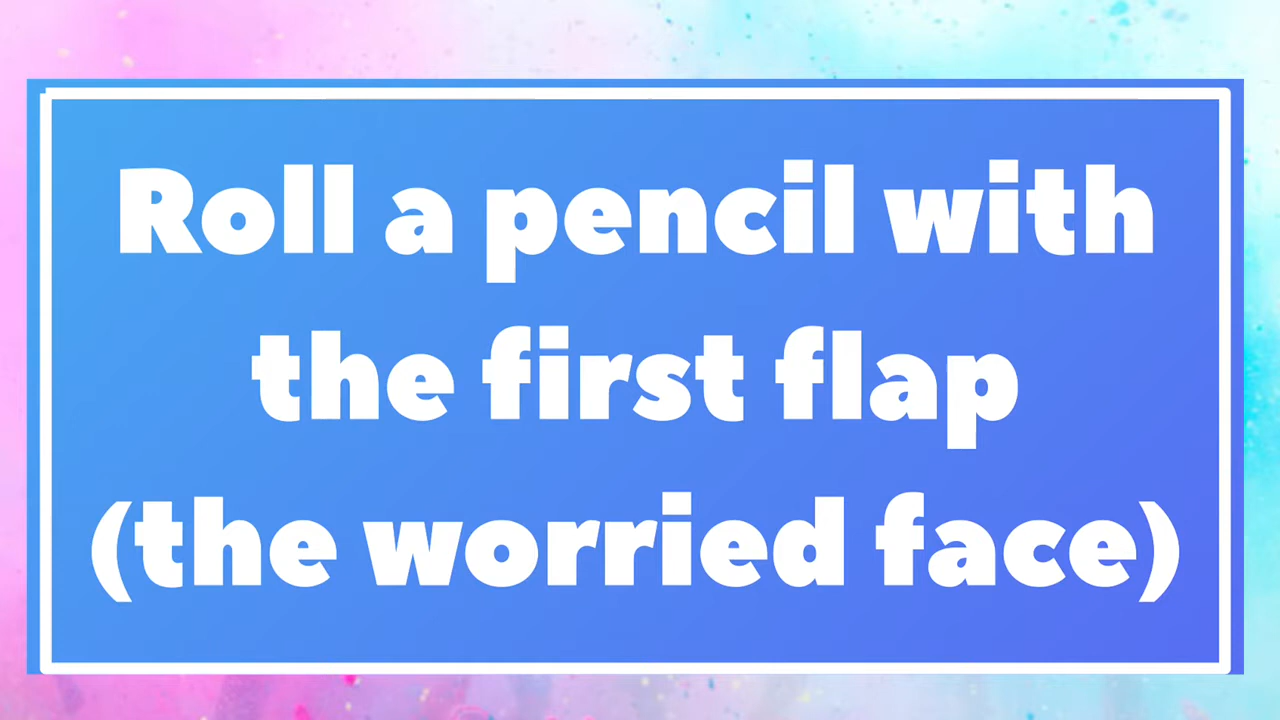 Roll a pencil with
the first flap
(the worried face)